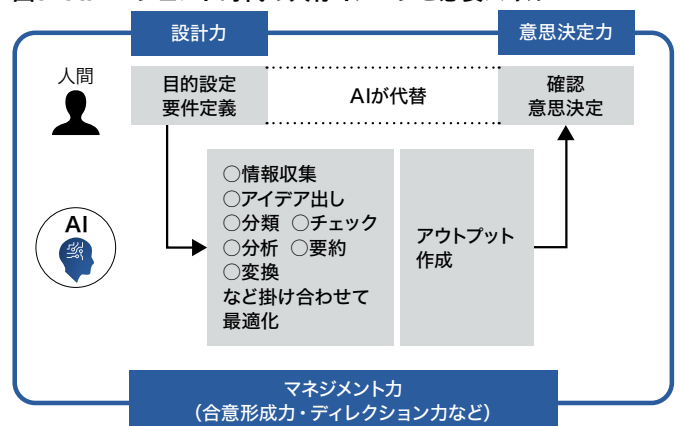 設計力
意思決定力
人間
目的設定
要件定義
AIが代替
確認
意思決定
AI
○情報収集
○アイデア出し
○分類 ○チェック
○分析 ○要約
○変換
など掛け合わせて
最適化
アウトプット
作成
マネジメント力
（合意形成力・ディレクション力など）